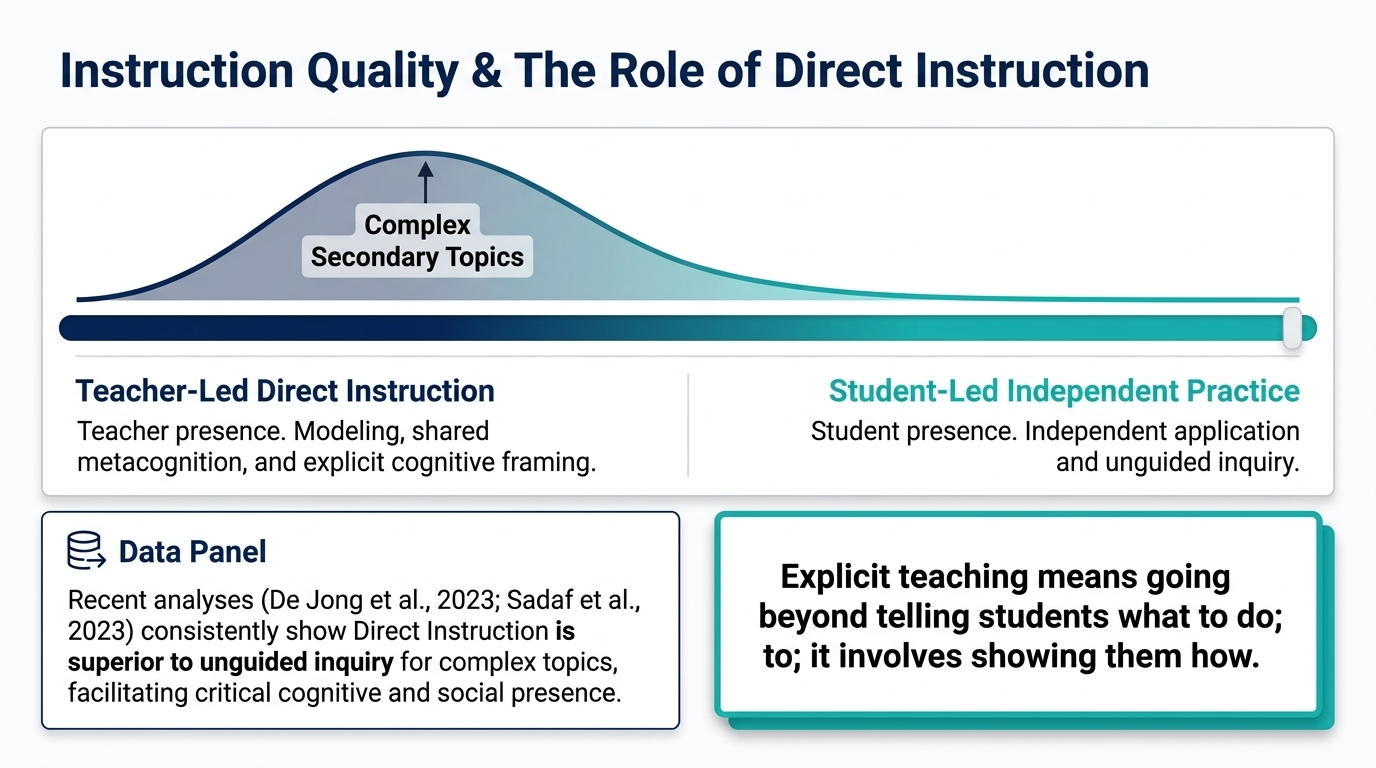 Instruction Quality & The Role of Direct Instruction
Complex
Secondary Topics
Teacher-Led Direct Instruction
Teacher presence. Modeling, shared
metacognition, and explicit cognitive framing.
Student-Led Independent Practice
Student presence. Independent application
and unguided inquiry.
Data Panel
Recent analyses (De Jong et al., 2023; Sadaf et al.,
2023) consistently show Direct Instruction is
superior to unguided inquiry for complex topics,
facilitating critical cognitive and social presence.
Explicit teaching means going
beyond telling students what to do;
to; it involves showing them how.